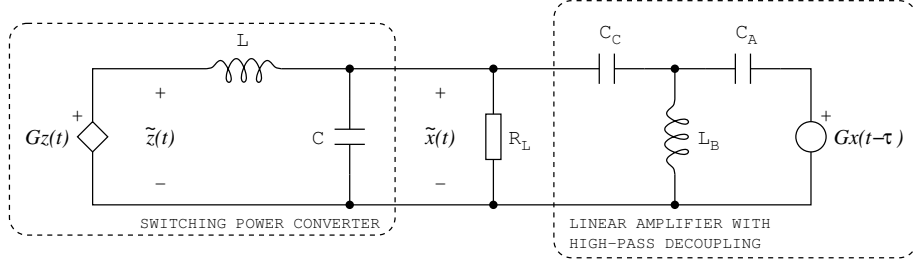 L
C_C
C_A
+
+
+
+
Gz(t)
z̃(t)
C
x̃(t)
R_L
L_B
Gx(t−τ)
−
−
SWITCHING POWER CONVERTER
LINEAR AMPLIFIER WITH
HIGH-PASS DECOUPLING